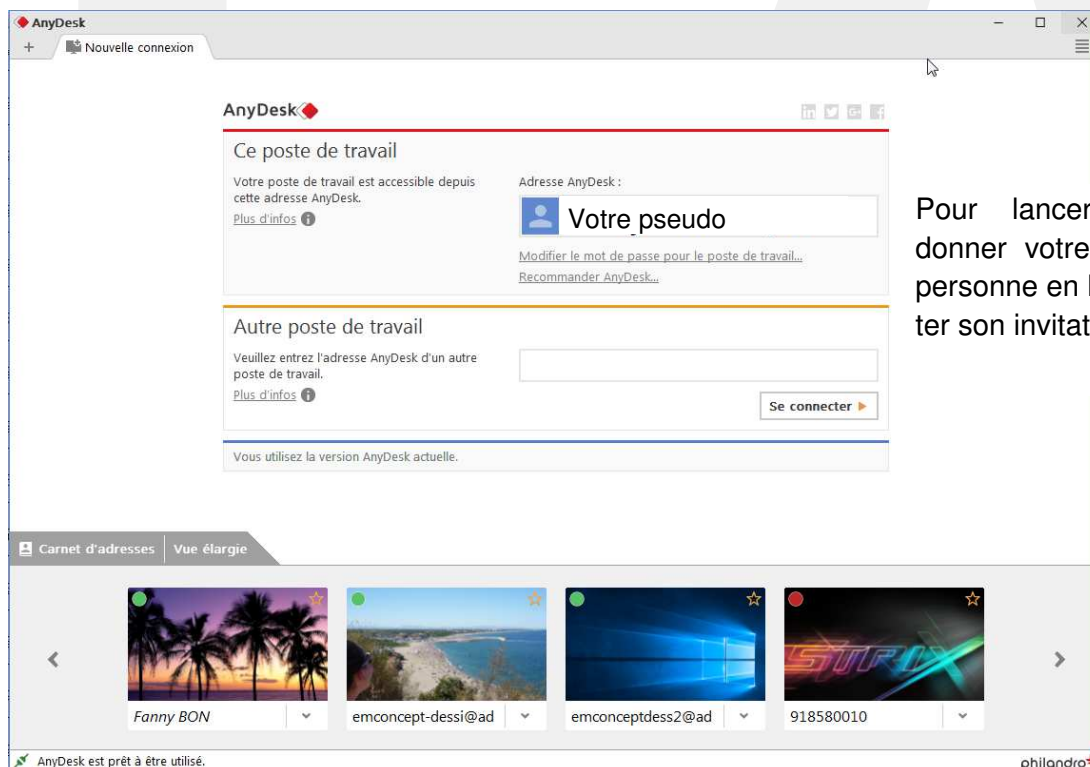 AnyDesk
Nouvelle connexion
AnyDesk
Ce poste de travail
Votre poste de travail est accessible depuis
cette adresse AnyDesk.
Plus d'infos
Adresse AnyDesk :
Votre pseudo
Modifier le mot de passe pour le poste de travail...
Recommander AnyDesk...
Autre poste de travail
Veuillez entrez l'adresse AnyDesk d'un autre
poste de travail.
Plus d'infos
Se connecter
Vous utilisez la version AnyDesk actuelle.
Pour lancer
donner votre
personne en
ter son invitat
Carnet d'adresses Vue élargie
STRIX
Fanny BON
emconcept-dessi@ad
emconceptdess2@ad
918580010
AnyDesk est prêt à être utilisé.
philandro